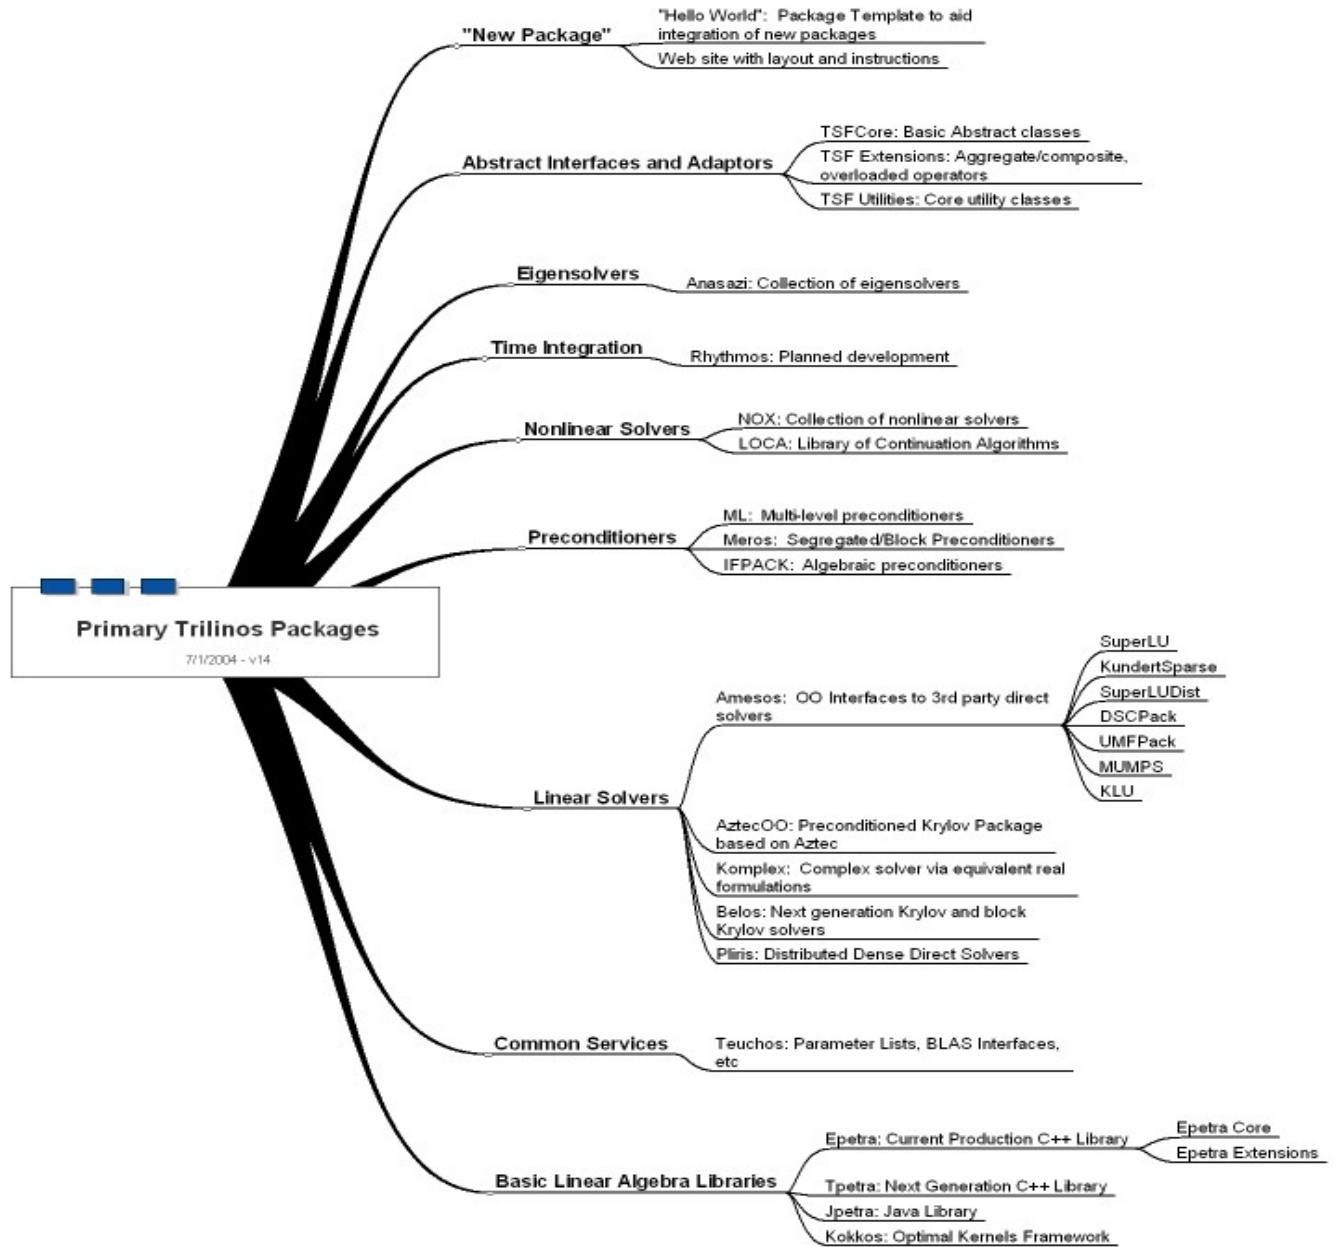 "New Package"
"Hello World":  Package Template to aid
integration of new packages
Web site with layout and instructions
Abstract Interfaces and Adaptors
TSFCore: Basic Abstract classes
TSF Extensions: Aggregate/composite,
overloaded operators
TSF Utilities: Core utility classes
Eigensolvers
Anasazi: Collection of eigensolvers
Time Integration
Rhythmos: Planned development
Nonlinear Solvers
NOX: Collection of nonlinear solvers
LOCA: Library of Continuation Algorithms
Preconditioners
ML:  Multi-level preconditioners
Meros:  Segregated/Block Preconditioners
IFPACK:  Algebraic preconditioners
Primary Trilinos Packages
7/1/2004 - v14
Linear Solvers
Amesos:  OO Interfaces to 3rd party direct
solvers
SuperLU
KundertSparse
SuperLUDist
DSCPack
UMFPack
MUMPS
KLU
AztecOO: Preconditioned Krylov Package
based on Aztec
Komplex:  Complex solver via equivalent real
formulations
Belos: Next generation Krylov and block
Krylov solvers
Pliris: Distributed Dense Direct Solvers
Common Services
Teuchos: Parameter Lists, BLAS Interfaces,
etc
Basic Linear Algebra Libraries
Epetra: Current Production C++ Library
Epetra Core
Epetra Extensions
Tpetra: Next Generation C++ Library
Jpetra: Java Library
Kokkos: Optimal Kernels Framework